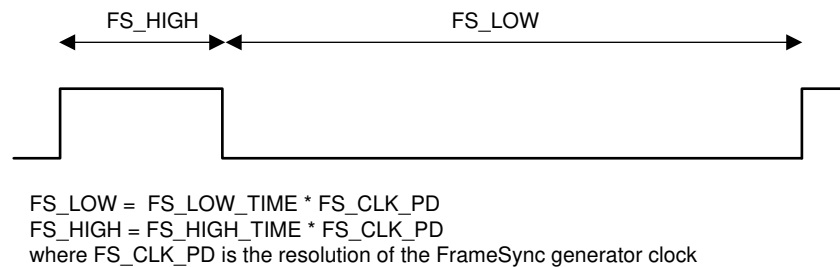 FS_HIGH FS_LOW
FS_LOW = FS_LOW_TIME * FS_CLK_PD
FS_HIGH = FS_HIGH_TIME * FS_CLK_PD
where FS_CLK_PD is the resolution of the FrameSync generator clock